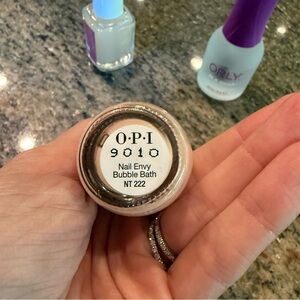 ORLY
O·P·I
9010
Nail Envy
Bubble Bath
NT 222